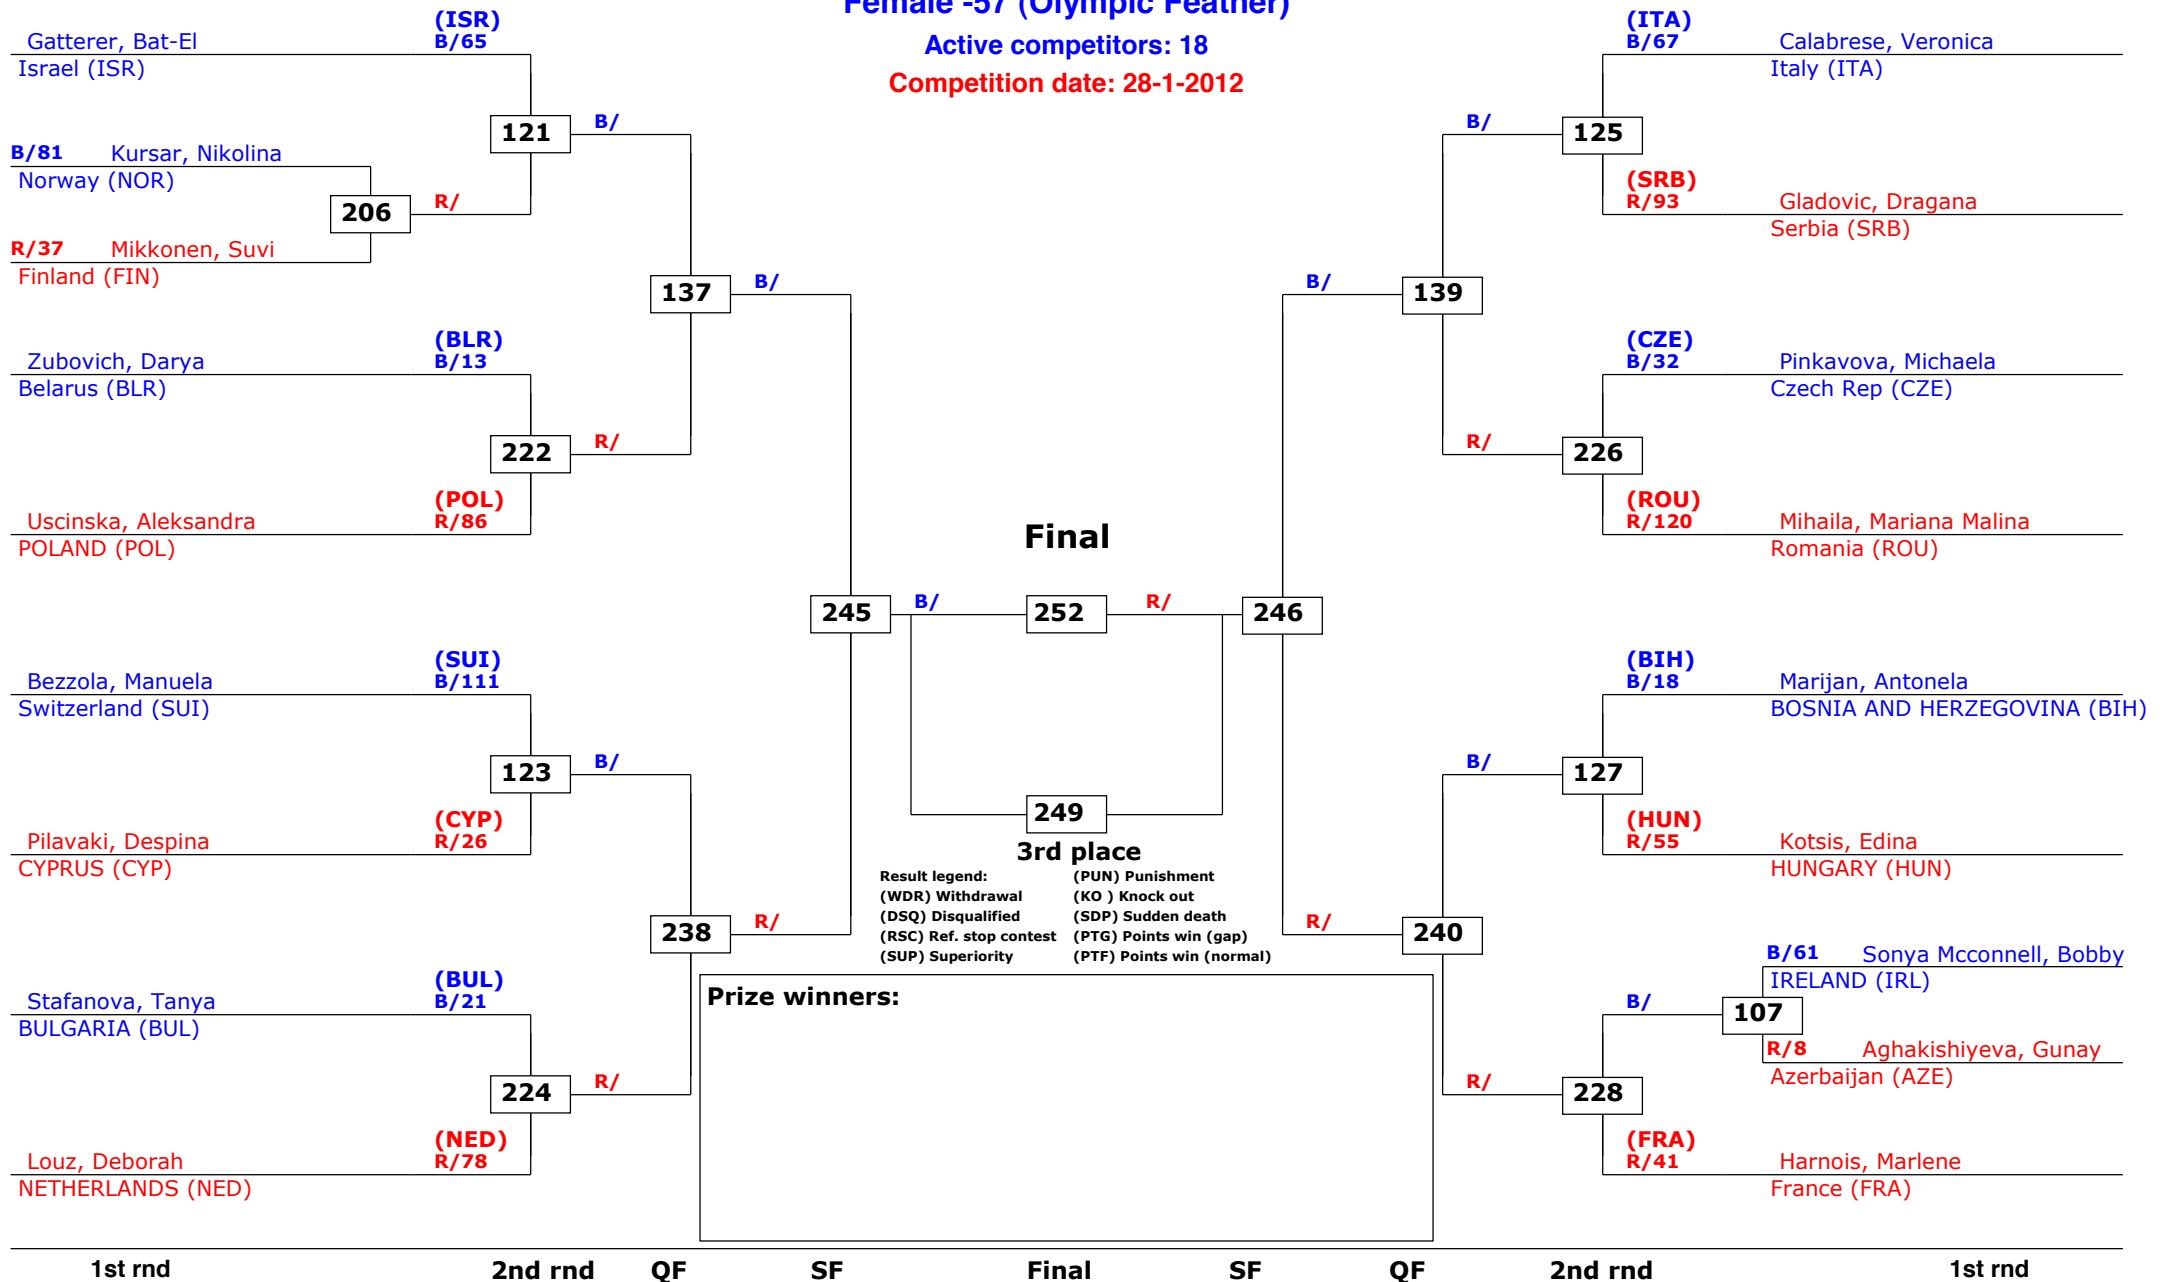 Female -57 (Olympic Feather)
Active competitors: 18
Competition date: 28-1-2012
(ISR)
Gatterer, Bat-El B/65
Israel (ISR)
121 B/
B/81 Kursar, Nikolina
Norway (NOR)
206 R/
R/37 Mikkonen, Suvi
Finland (FIN)
137 B/
(BLR)
Zubovich, Darya B/13
Belarus (BLR)
222 R/
(POL)
Uscinska, Aleksandra R/86
POLAND (POL)
245 B/
(SUI)
Bezzola, Manuela B/111
Switzerland (SUI)
123 B/
(CYP)
Pilavaki, Despina R/26
CYPRUS (CYP)
238 R/
(BUL)
Stafanova, Tanya B/21
BULGARIA (BUL)
224 R/
(NED)
Louz, Deborah R/78
NETHERLANDS (NED)
Final
252
R/ 246
249
3rd place
Result legend: (PUN) Punishment
(WDR) Withdrawal (KO ) Knock out
(DSQ) Disqualified (SDP) Sudden death
(RSC) Ref. stop contest (PTG) Points win (gap)
(SUP) Superiority (PTF) Points win (normal)
Prize winners:
(ITA)
B/67 Calabrese, Veronica
Italy (ITA)
B/ 125
(SRB)
R/93 Gladovic, Dragana
Serbia (SRB)
B/ 139
(CZE)
B/32 Pinkavova, Michaela
Czech Rep (CZE)
R/ 226
(ROU)
R/120 Mihaila, Mariana Malina
Romania (ROU)
(BIH)
B/18 Marijan, Antonela
BOSNIA AND HERZEGOVINA (BIH)
B/ 127
(HUN)
R/55 Kotsis, Edina
HUNGARY (HUN)
R/ 240
B/61 Sonya Mcconnell, Bobby
IRELAND (IRL)
B/ 107
R/8 Aghakishiyeva, Gunay
Azerbaijan (AZE)
R/ 228
(FRA)
R/41 Harnois, Marlene
France (FRA)
1st rnd 2nd rnd QF SF Final SF QF 2nd rnd 1st rnd